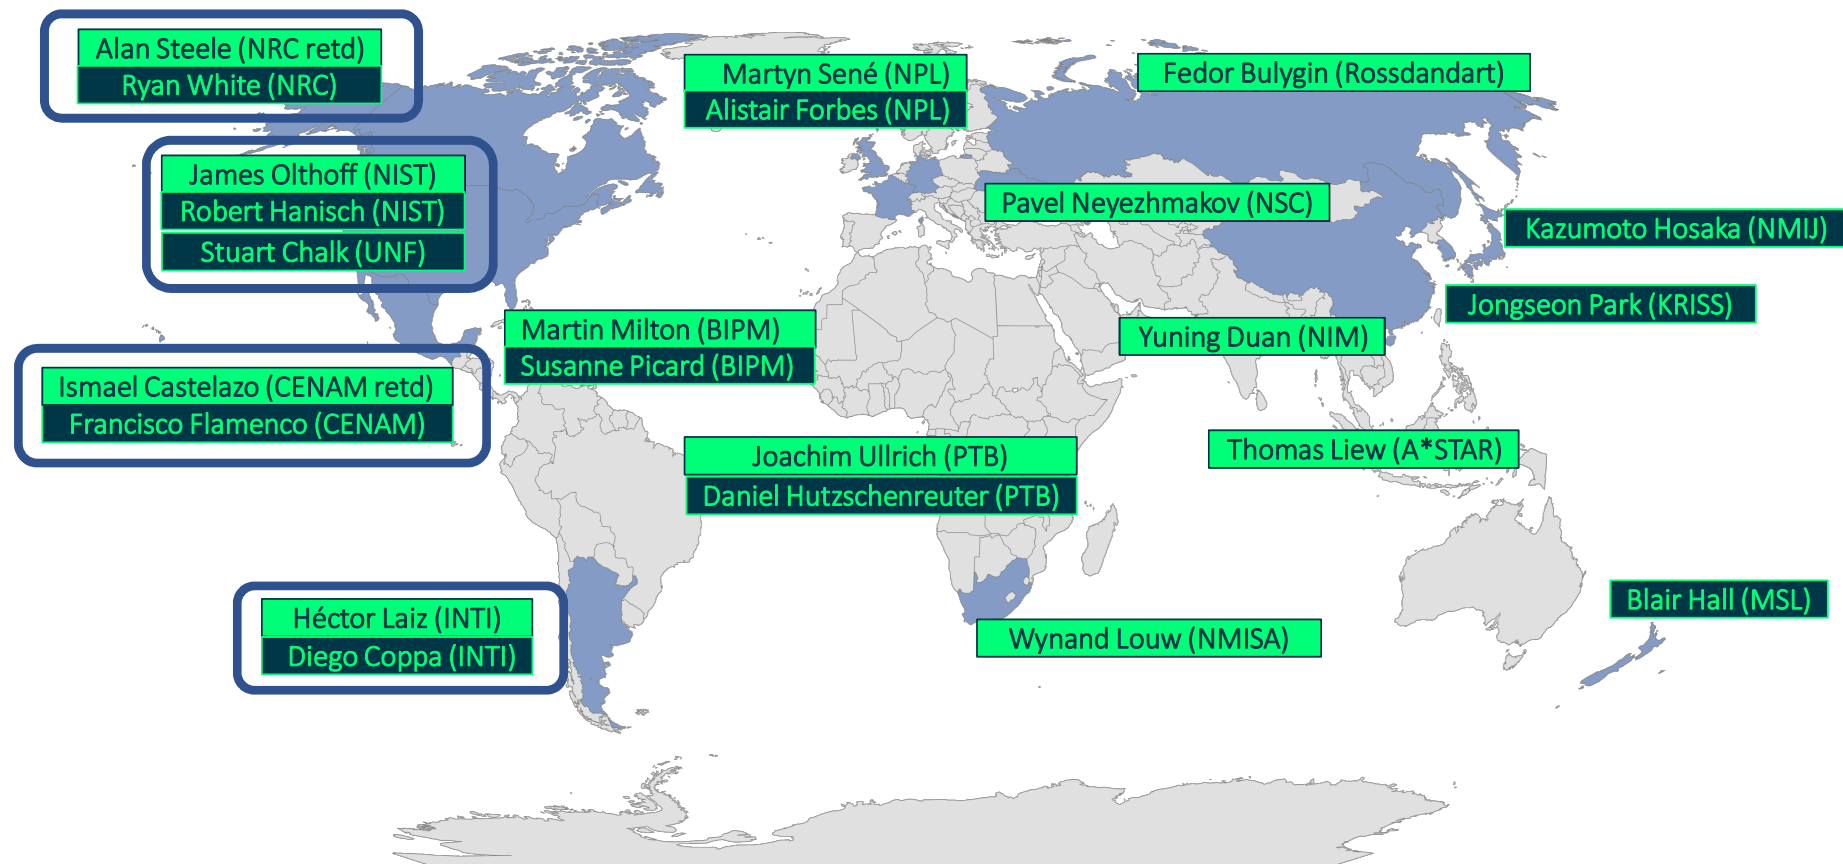 Alan Steele (NRC retd)
Ryan White (NRC)
Martyn Sené (NPL)
Alistair Forbes (NPL)
Fedor Bulygin (Rossdandart)
James Olthoff (NIST)
Robert Hanisch (NIST)
Stuart Chalk (UNF)
Pavel Neyezhmakov (NSC)
Kazumoto Hosaka (NMIJ)
Jongseon Park (KRISS)
Martin Milton (BIPM)
Susanne Picard (BIPM)
Yuning Duan (NIM)
Ismael Castelazo (CENAM retd)
Francisco Flamenco (CENAM)
Joachim Ullrich (PTB)
Daniel Hutzschenreuter (PTB)
Thomas Liew (A*STAR)
Héctor Laiz (INTI)
Diego Coppa (INTI)
Wynand Louw (NMISA)
Blair Hall (MSL)